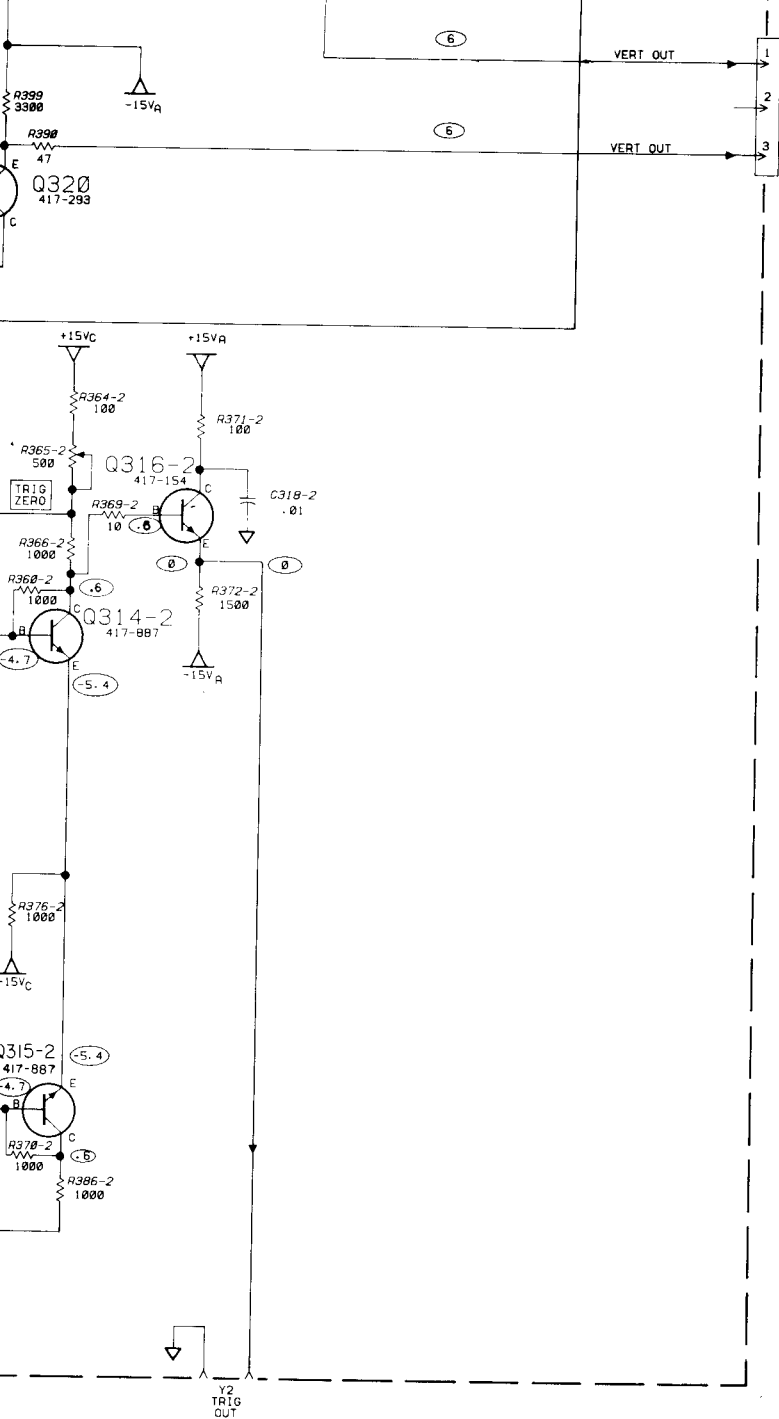 6
VERT OUT
1
-15VA
2
R399
3300
R390
47
6
VERT OUT
3
E
Q320
417-293
C
+15VC
+15VA
R364-2
100
R371-2
100
R365-2
500
Q316-2
417-154
TRIG
ZERO
C
C318-2
.01
R369-2
10
B
.6
E
R366-2
1000
0
0
R360-2
1000
.6
R372-2
1500
C
Q314-2
417-887
B
-4.7
E
-5.4
-15VA
R376-2
1000
-15VC
Q315-2
417-887
-5.4
-4.7
E
B
C
R370-2
1000
.6
R386-2
1000
Y2
TRIG
OUT